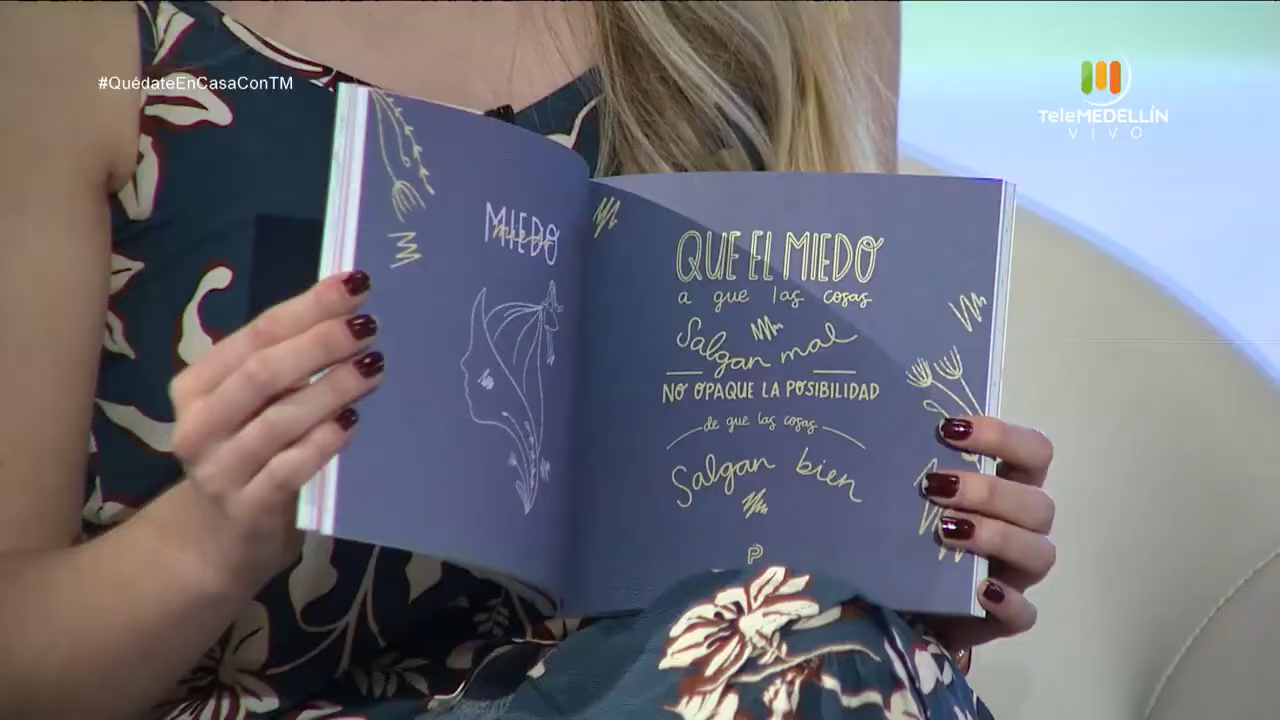 #QuédateEnCasaConTM
TeleMEDELLÍN
VIVO
MIEDO
miedo
QUE EL MIEDO
a que las cosas
Salgan mal
NO OPAQUE LA POSIBILIDAD
de que las cosas
Salgan bien
P